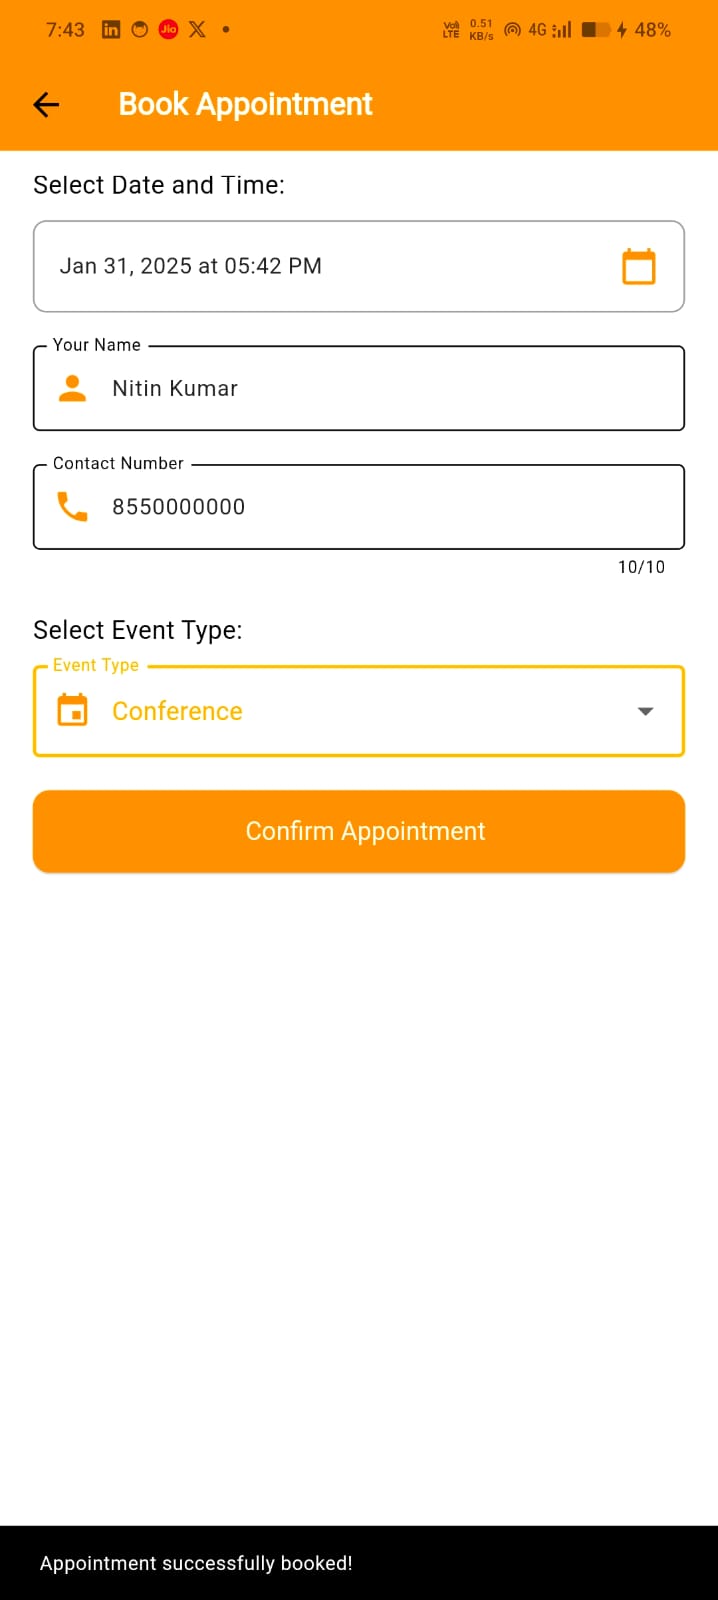 7:43 in Jio X VoLTE 0.51 KB/s 4G 48%
Book Appointment
Select Date and Time:
Jan 31, 2025 at 05:42 PM
Your Name
Nitin Kumar
Contact Number
8550000000
10/10
Select Event Type:
Event Type
Conference
Confirm Appointment
Appointment successfully booked!